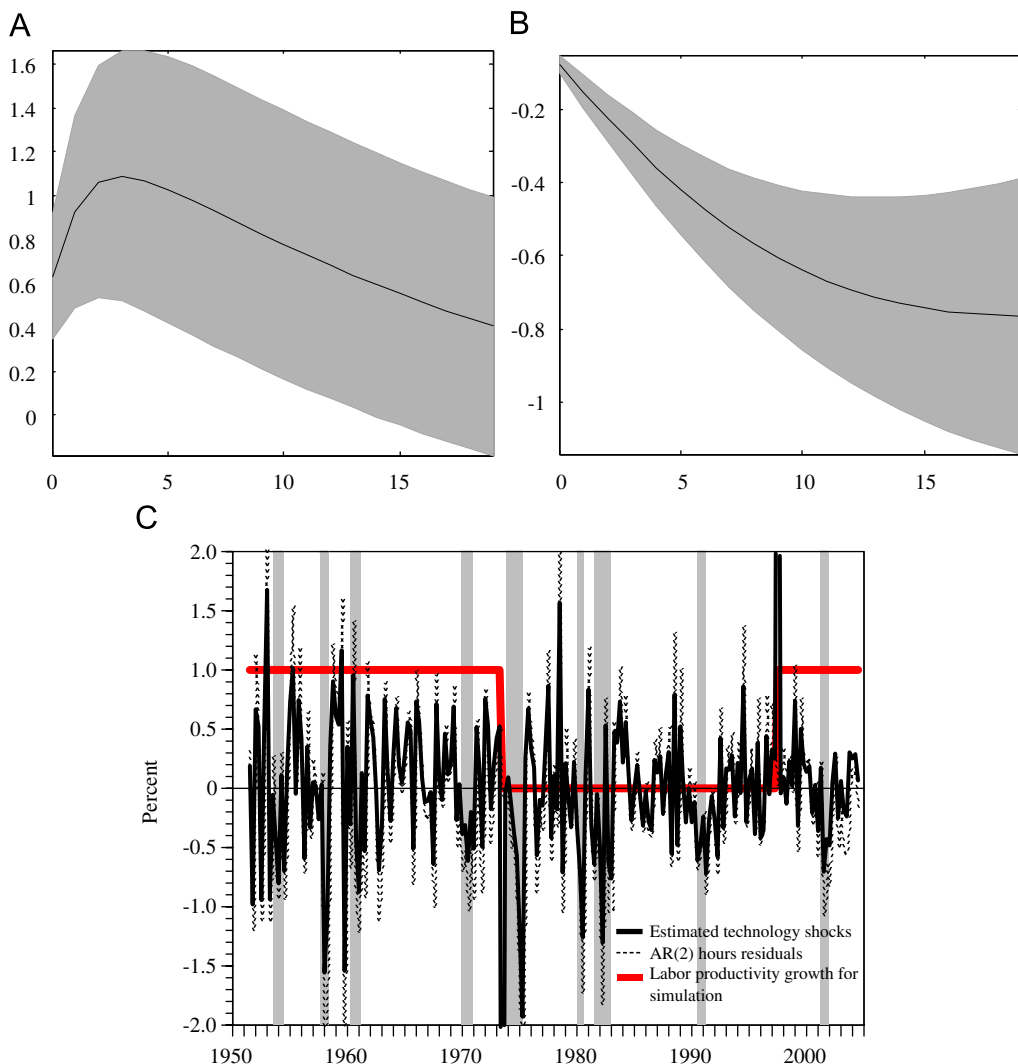 A
1.6
1.4
1.2
1
0.8
0.6
0.4
0.2
0
0 5 10 15
B
-0.2
-0.4
-0.6
-0.8
-1
0 5 10 15
C
Percent
2.0
1.5
1.0
0.5
0
-0.5
-1.0
-1.5
-2.0
Estimated technology shocks
AR(2) hours residuals
Labor productivity growth for
simulation
1950 1960 1970 1980 1990 2000